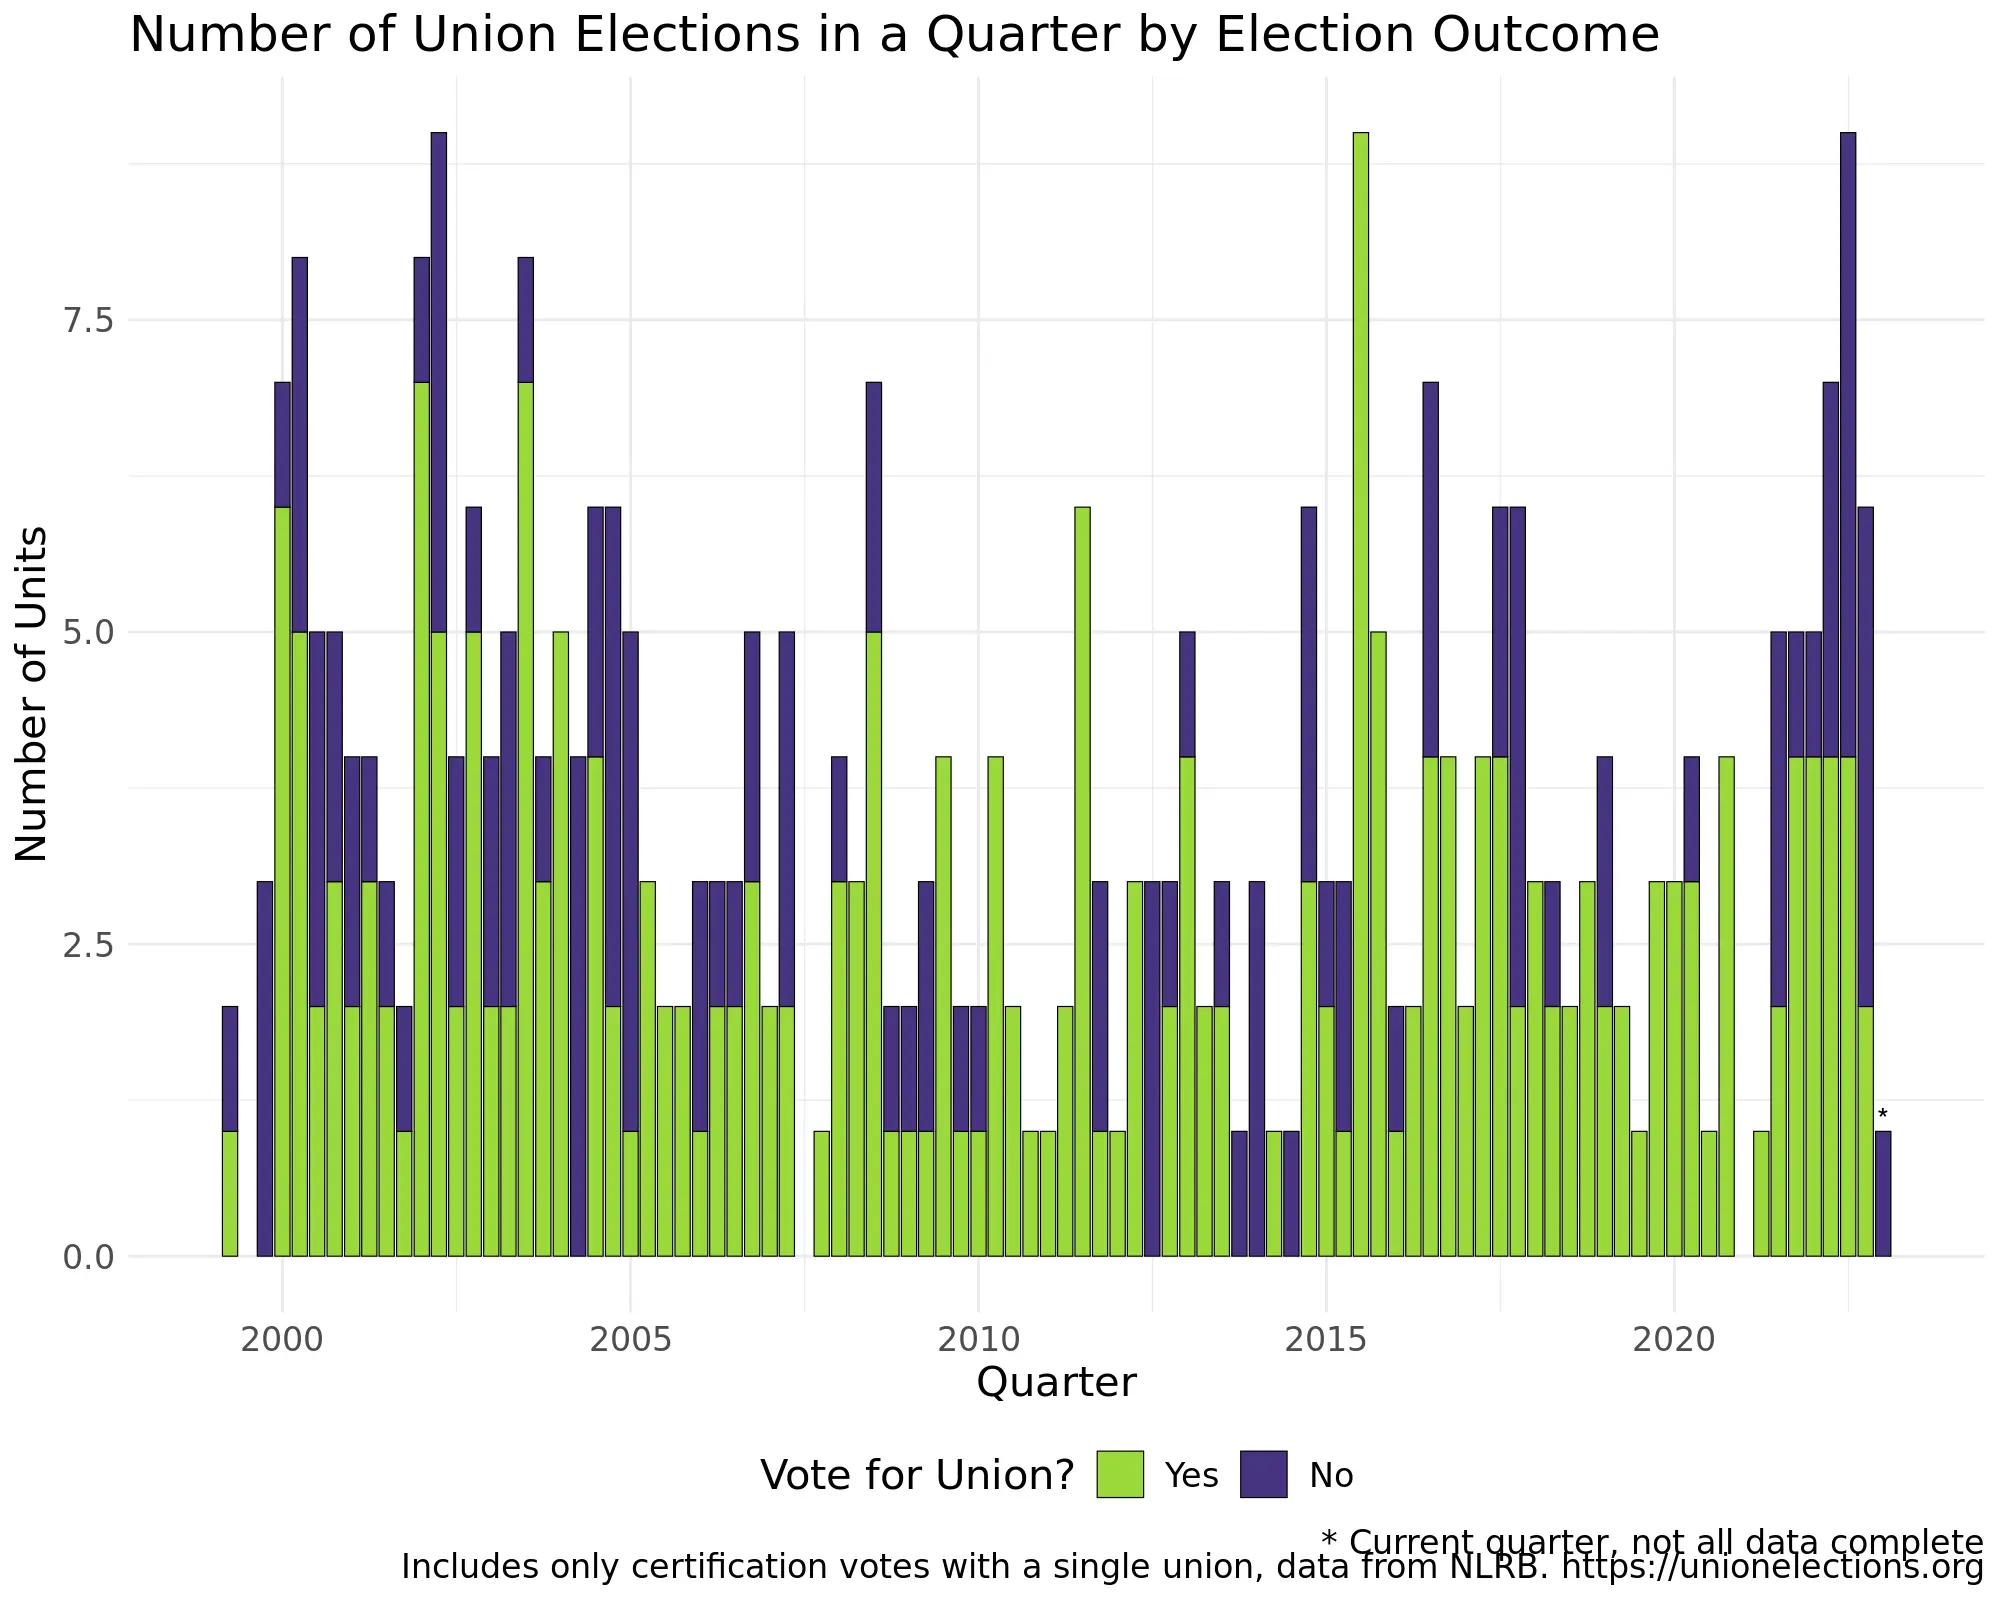 Number of Union Elections in a Quarter by Election Outcome
Number of Units
7.5
5.0
2.5
0.0
*
2000 2005 2010 2015 2020
Quarter
Vote for Union? Yes No
* Current quarter, not all data complete
Includes only certification votes with a single union, data from NLRB. https://unionelections.org